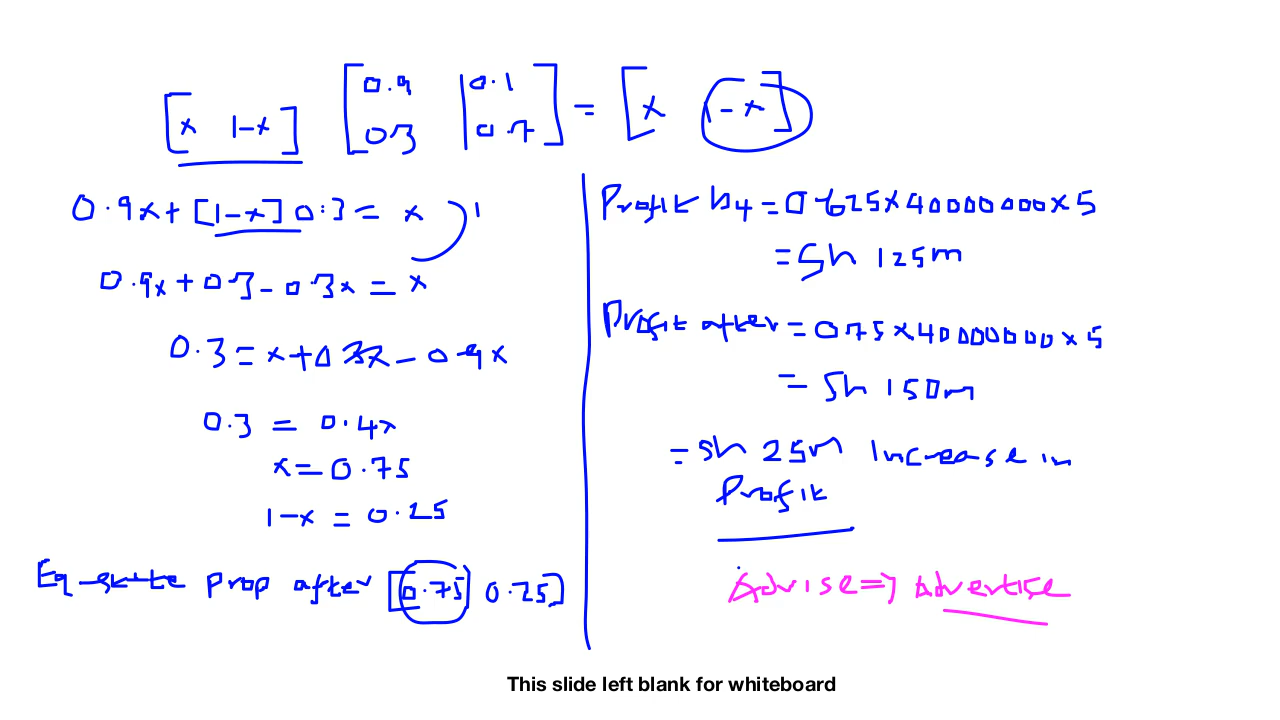 [x 1-x] [0.9 0.1
0.3 0.7] = [x 1-x]
0.9x + [1-x] 0.3 = x
0.9x + 0.3 - 0.3x = x
0.3 = x + 0.3x - 0.9x
0.3 = 0.4x
x = 0.75
1-x = 0.25
Eq state prop after [0.75 0.25]
Profit b4 = 0.625 x 40000000 x 5
= Sh 125m
Profit after = 0.75 x 40000000 x 5
= Sh 150m
= Sh 25m Increase in
Profit
Advise => advertise
This slide left blank for whiteboard